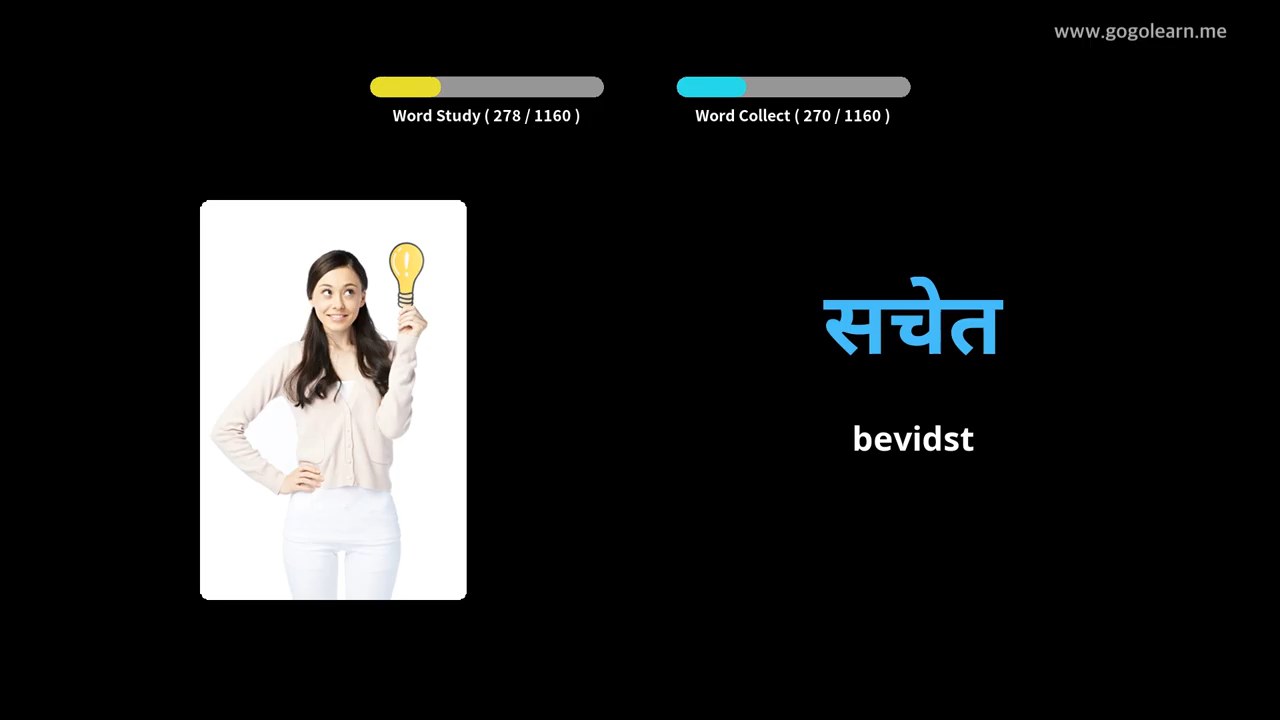 www.gogolearn.me
Word Study ( 278 / 1160 )
Word Collect ( 270 / 1160 )
सचेत
bevidst